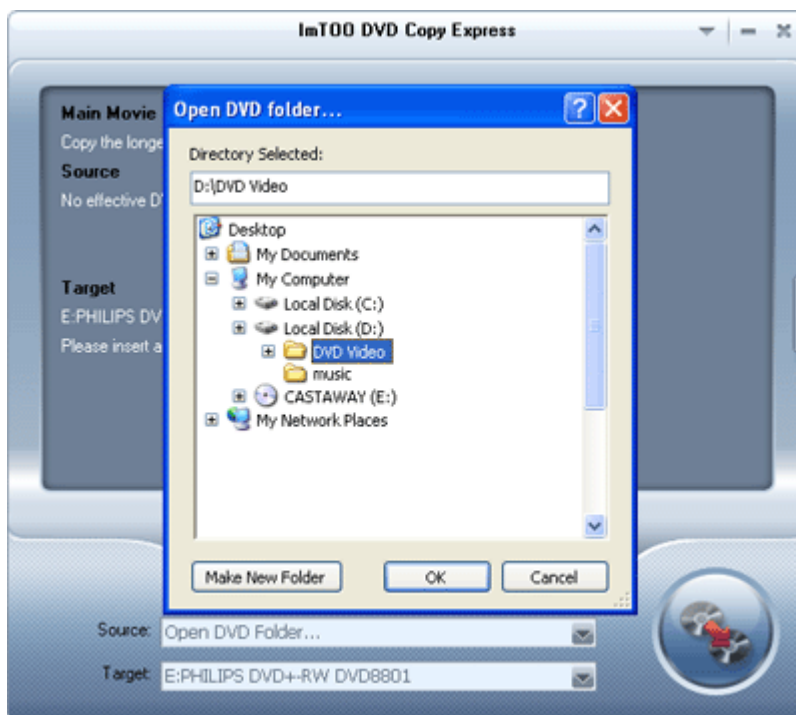 ImTOO DVD Copy Express
Main Movie
Copy the longe
Source
No effective D
Target
E:PHILIPS DV
Please insert a
Open DVD folder...
Directory Selected:
D:\DVD Video
Desktop
My Documents
My Computer
Local Disk (C:)
Local Disk (D:)
DVD Video
music
CASTAWAY (E:)
My Network Places
Make New Folder
OK
Cancel
Source: Open DVD Folder...
Target: E:PHILIPS DVD+-RW DVD8801